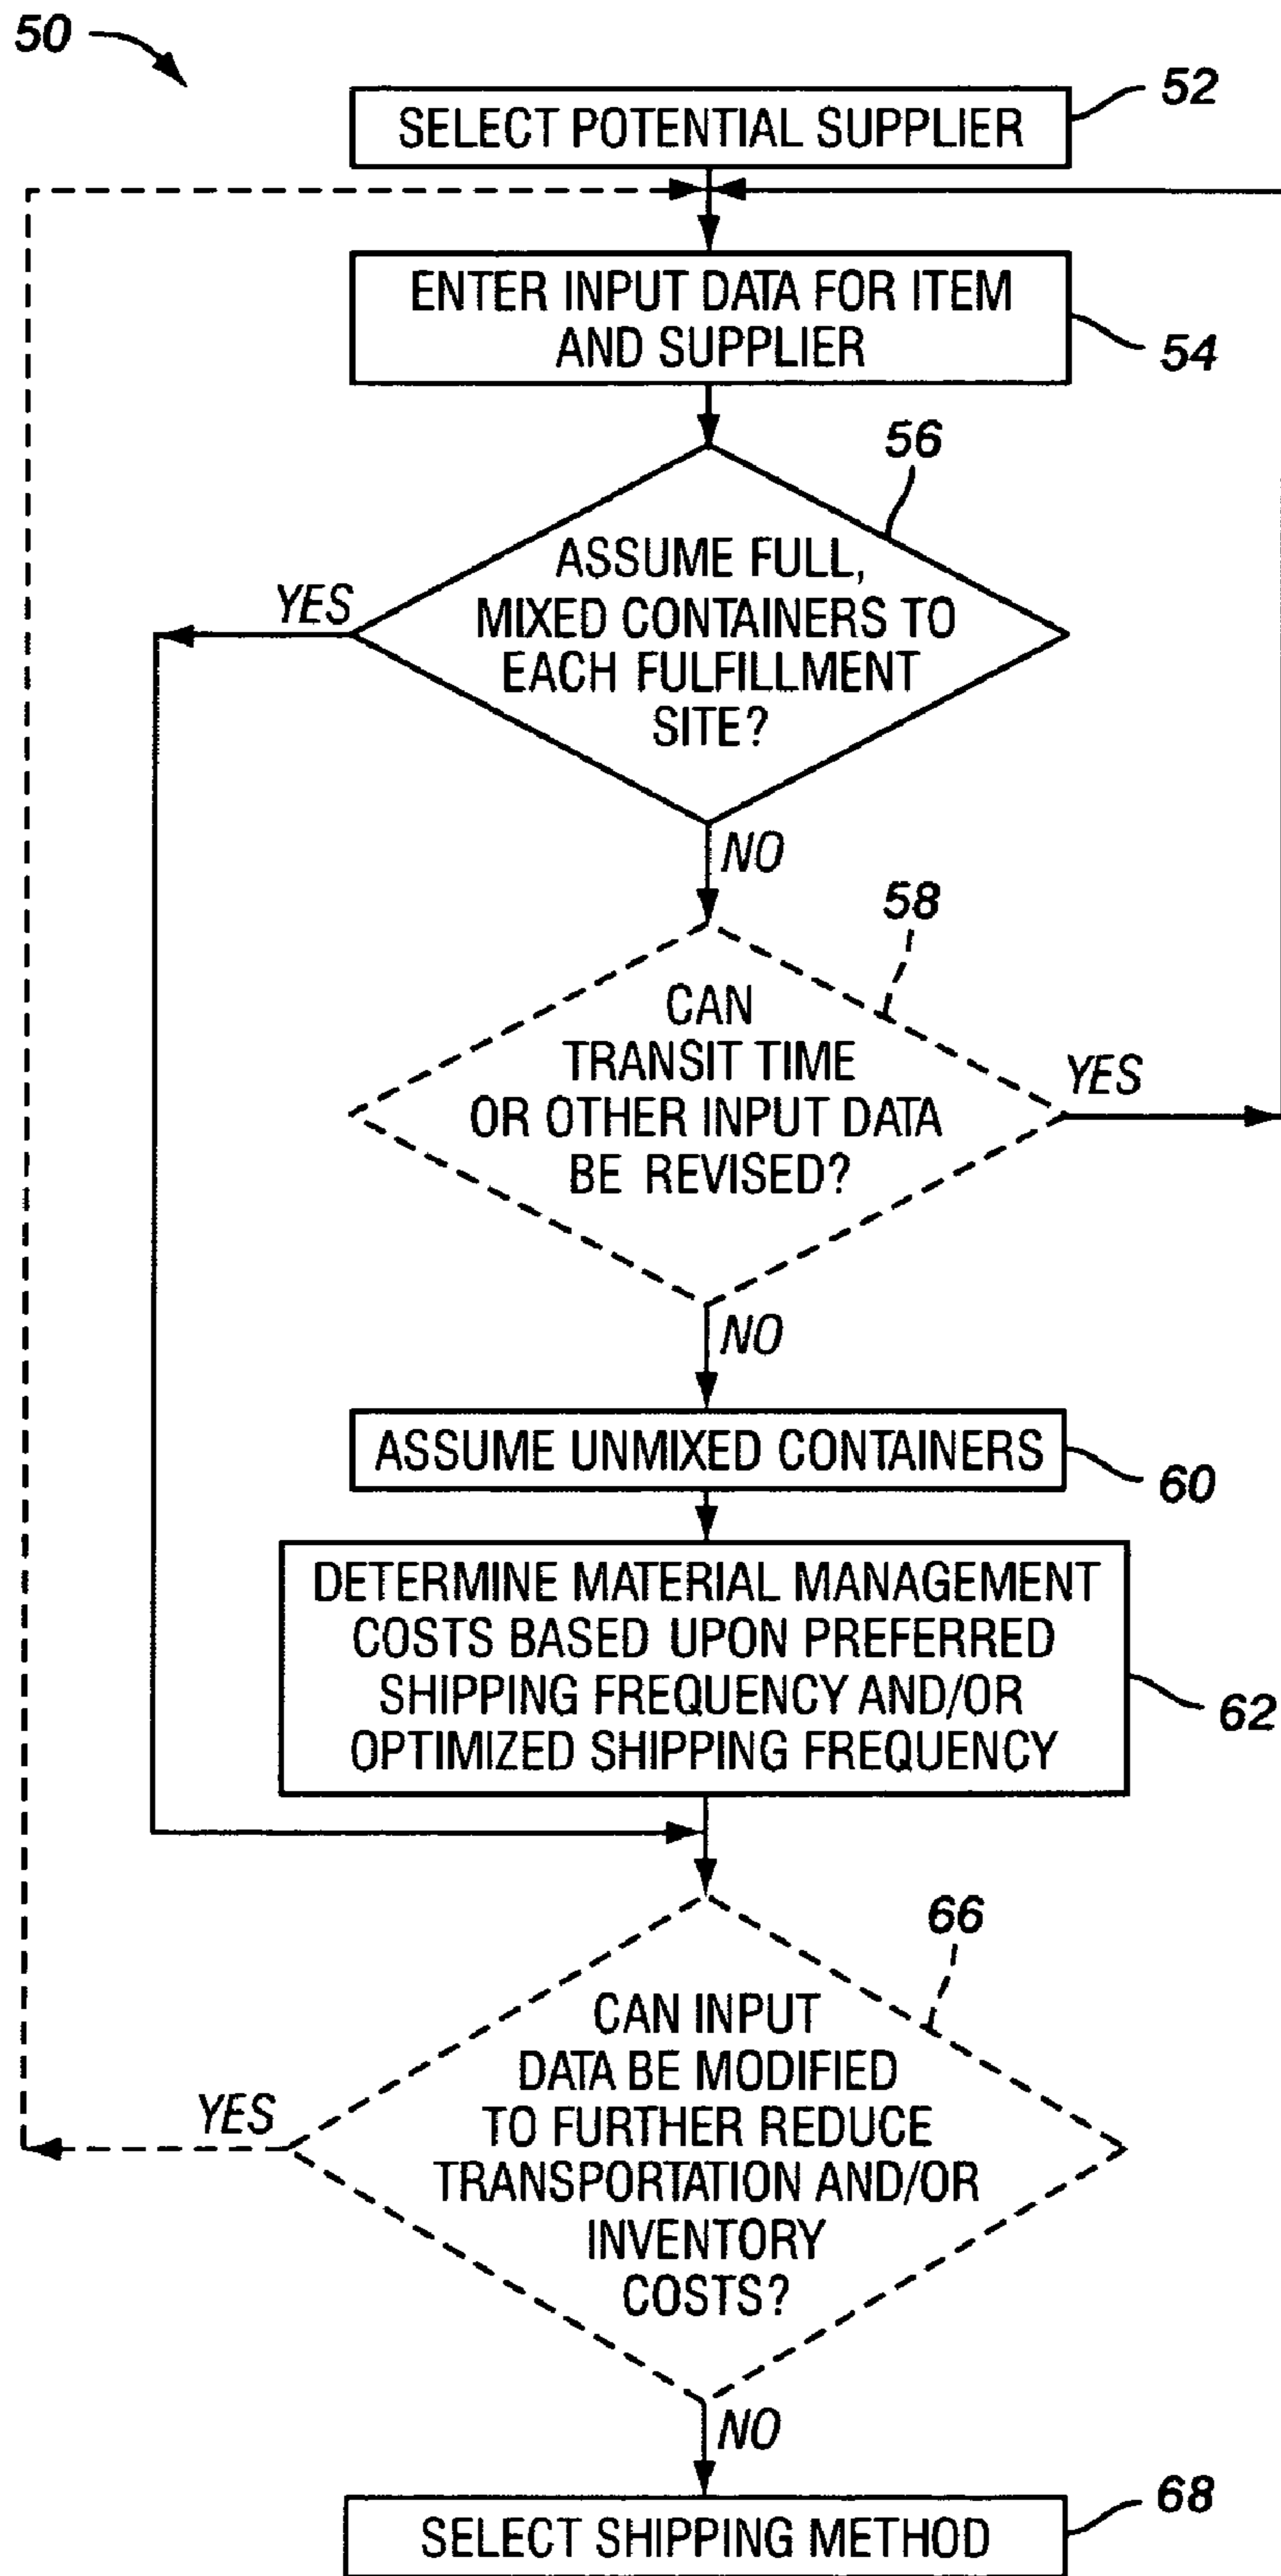 50
SELECT POTENTIAL SUPPLIER
52
ENTER INPUT DATA FOR ITEM
AND SUPPLIER
54
56
ASSUME FULL,
MIXED CONTAINERS TO
EACH FULFILLMENT
SITE?
YES
NO
58
CAN
TRANSIT TIME
OR OTHER INPUT DATA
BE REVISED?
YES
NO
ASSUME UNMIXED CONTAINERS
60
DETERMINE MATERIAL MANAGEMENT
COSTS BASED UPON PREFERRED
SHIPPING FREQUENCY AND/OR
OPTIMIZED SHIPPING FREQUENCY
62
66
CAN INPUT
DATA BE MODIFIED
TO FURTHER REDUCE
TRANSPORTATION AND/OR
INVENTORY
COSTS?
YES
NO
SELECT SHIPPING METHOD
68